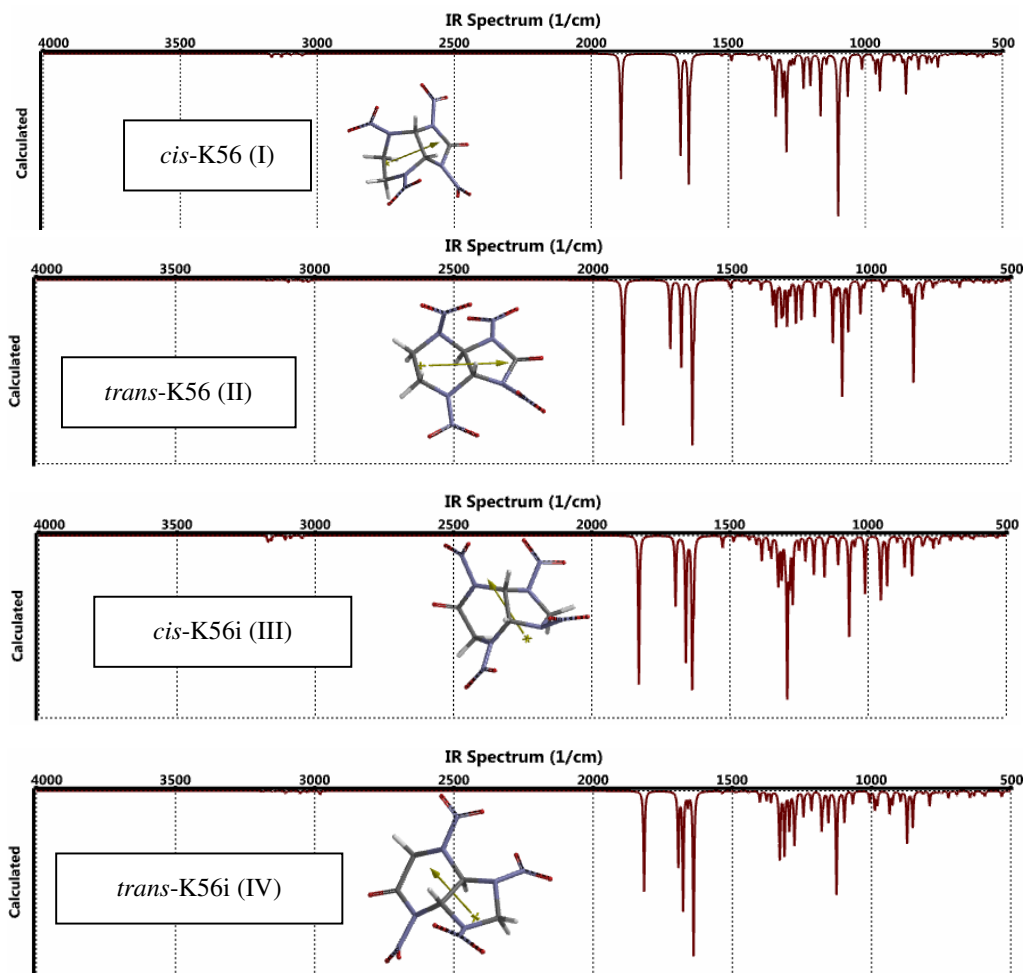 IR Spectrum (1/cm)
4000 3500 3000 2500 2000 1500 1000 500
Calculated
cis-K56 (I)
IR Spectrum (1/cm)
4000 3500 3000 2500 2000 1500 1000 500
Calculated
trans-K56 (II)
IR Spectrum (1/cm)
4000 3500 3000 2500 2000 1500 1000 500
Calculated
cis-K56i (III)
IR Spectrum (1/cm)
4000 3500 3000 2500 2000 1500 1000 500
Calculated
trans-K56i (IV)